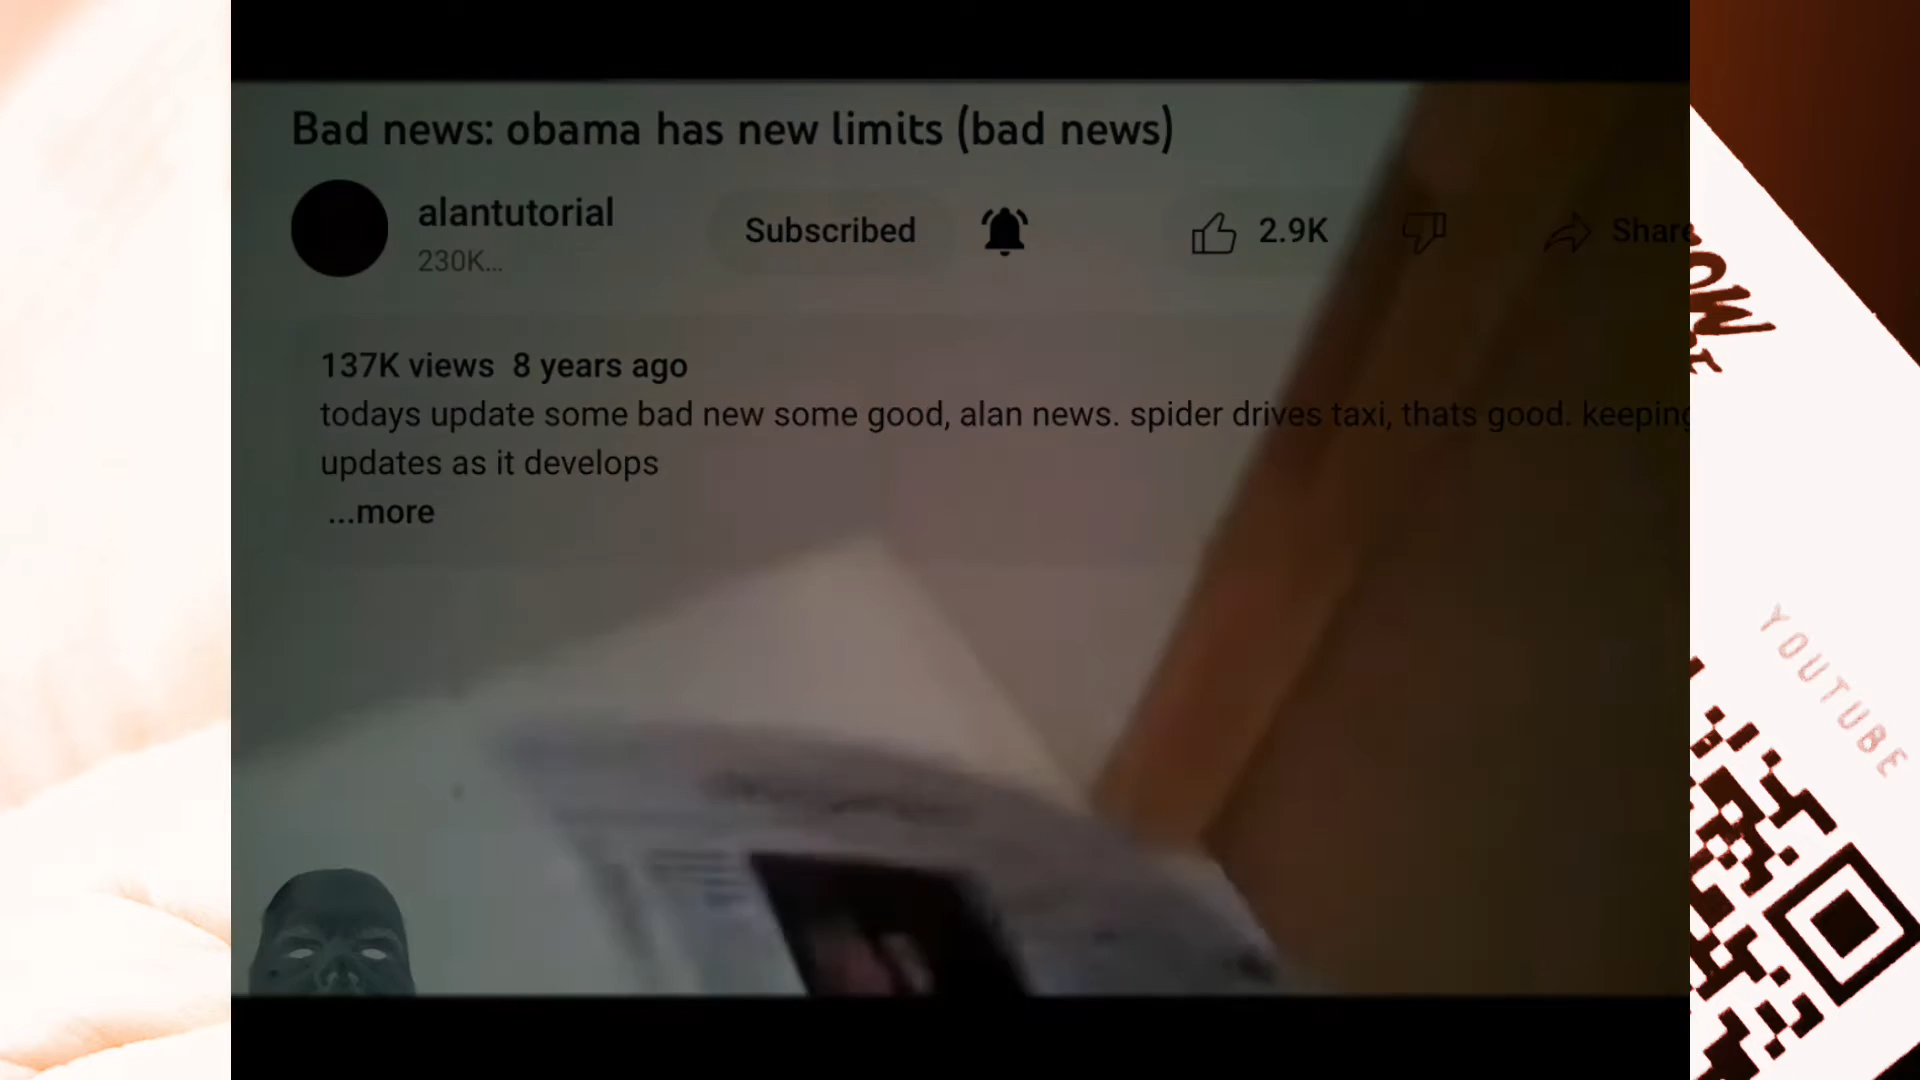 Bad news: obama has new limits (bad news)
alantutorial
230K...
Subscribed
2.9K
Share
137K views 8 years ago
todays update some bad new some good, alan news. spider drives taxi, thats good. keeping
updates as it develops
...more
YOUTUBE